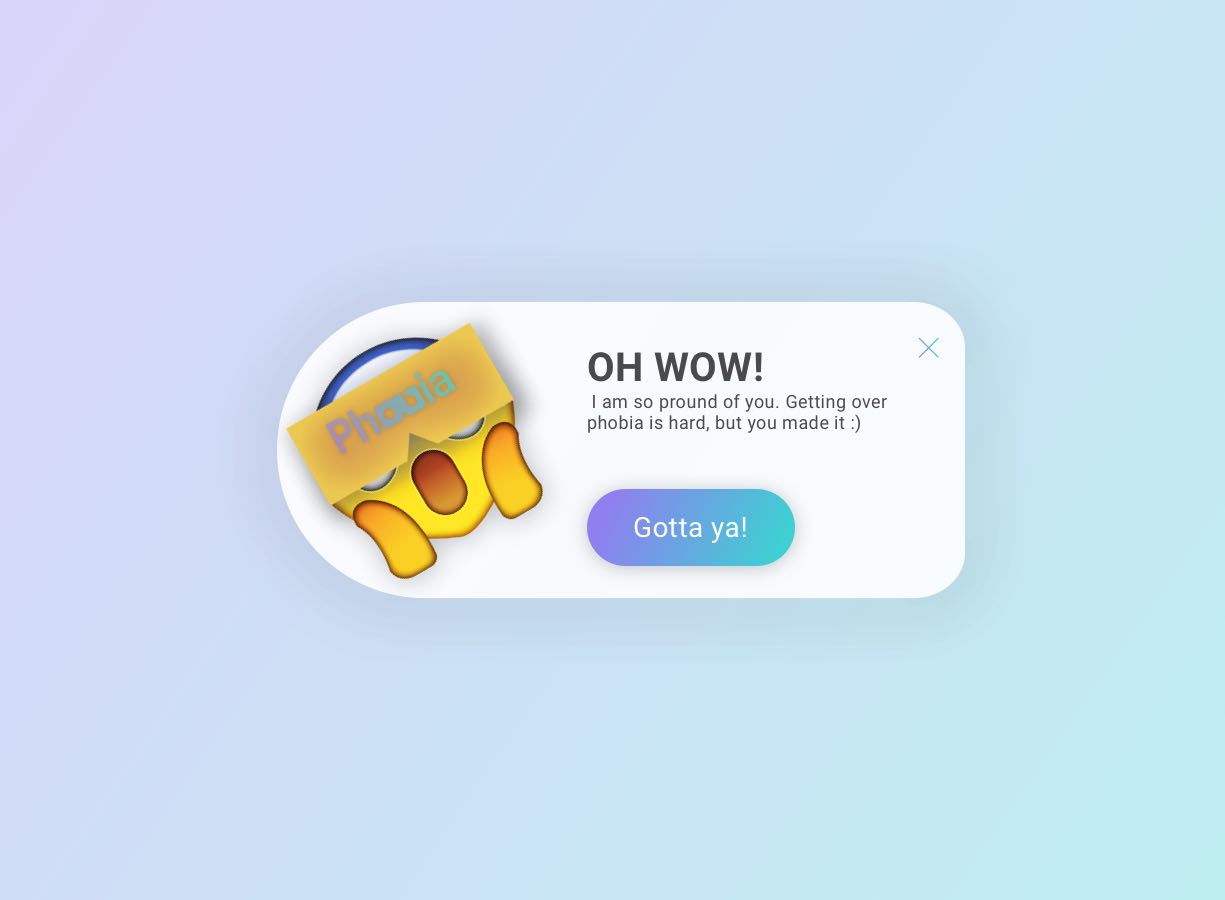 Phobia
OH WOW!
I am so pround of you. Getting over
phobia is hard, but you made it :)
Gotta ya!